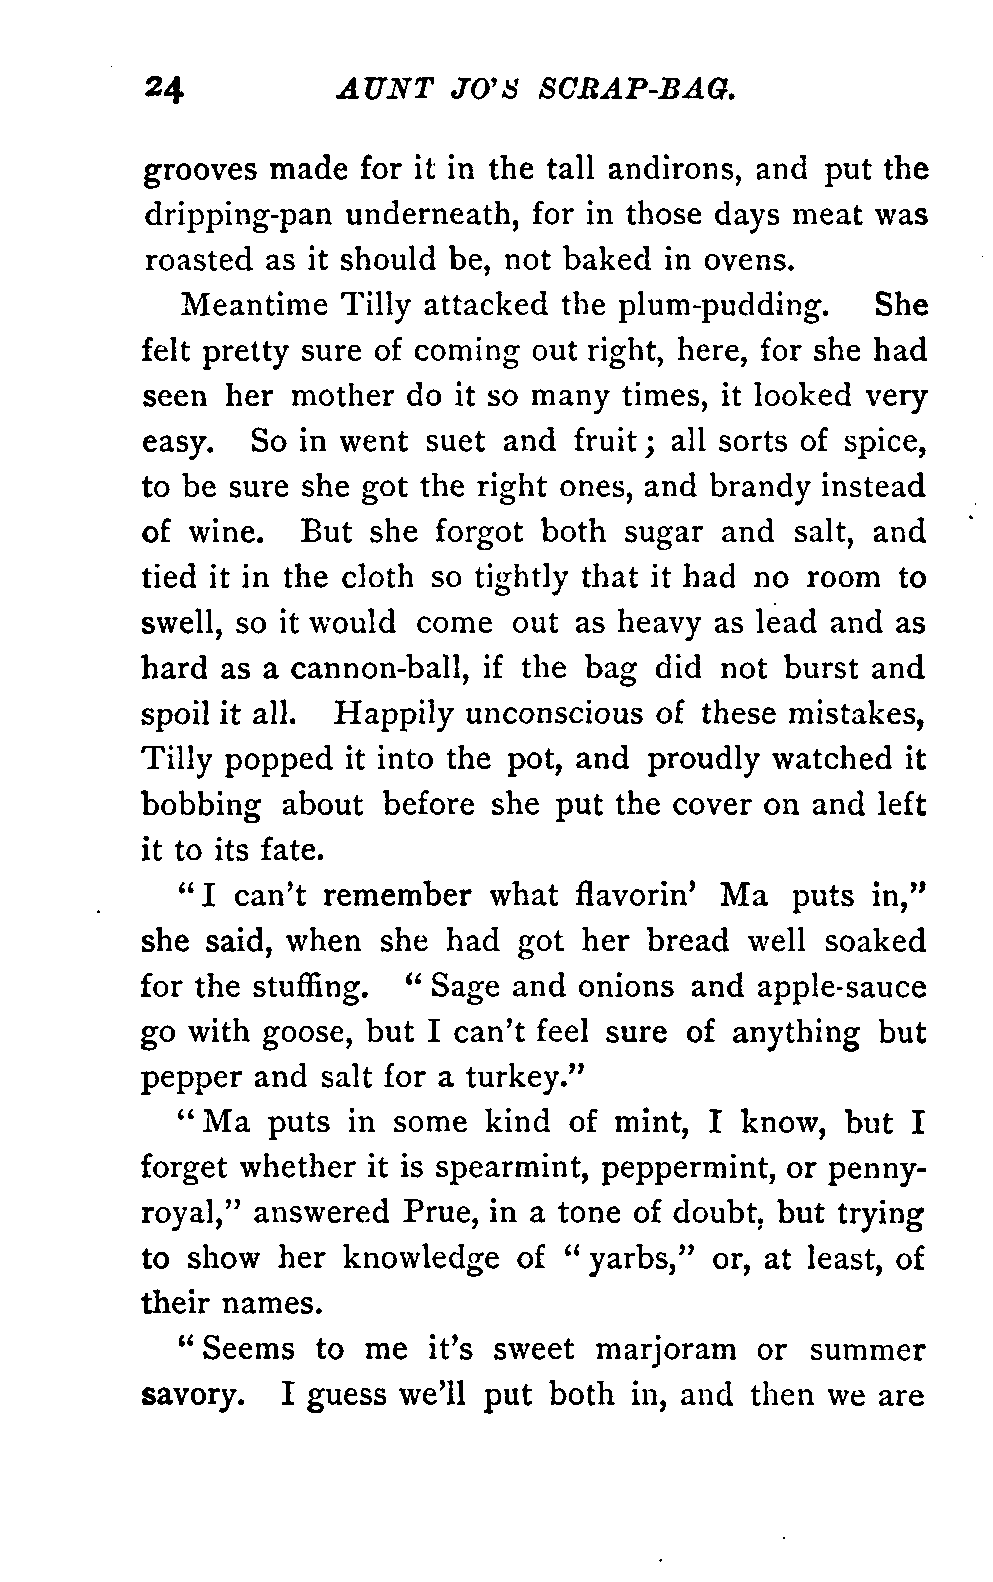 24 AUNT JO'S SCRAP-BAG.
grooves made for it in the tall andirons, and put the
dripping-pan underneath, for in those days meat was
roasted as it should be, not baked in ovens.
Meantime Tilly attacked the plum-pudding. She
felt pretty sure of coming out right, here, for she had
seen her mother do it so many times, it looked very
easy. So in went suet and fruit; all sorts of spice,
to be sure she got the right ones, and brandy instead
of wine. But she forgot both sugar and salt, and
tied it in the cloth so tightly that it had no room to
swell, so it would come out as heavy as lead and as
hard as a cannon-ball, if the bag did not burst and
spoil it all. Happily unconscious of these mistakes,
Tilly popped it into the pot, and proudly watched it
bobbing about before she put the cover on and left
it to its fate.
"I can't remember what flavorin' Ma puts in,"
she said, when she had got her bread well soaked
for the stuffing. "Sage and onions and apple-sauce
go with goose, but I can't feel sure of anything but
pepper and salt for a turkey."
"Ma puts in some kind of mint, I know, but I
forget whether it is spearmint, peppermint, or penny-
royal," answered Prue, in a tone of doubt, but trying
to show her knowledge of "yarbs," or, at least, of
their names.
"Seems to me it's sweet marjoram or summer
savory. I guess we'll put both in, and then we are